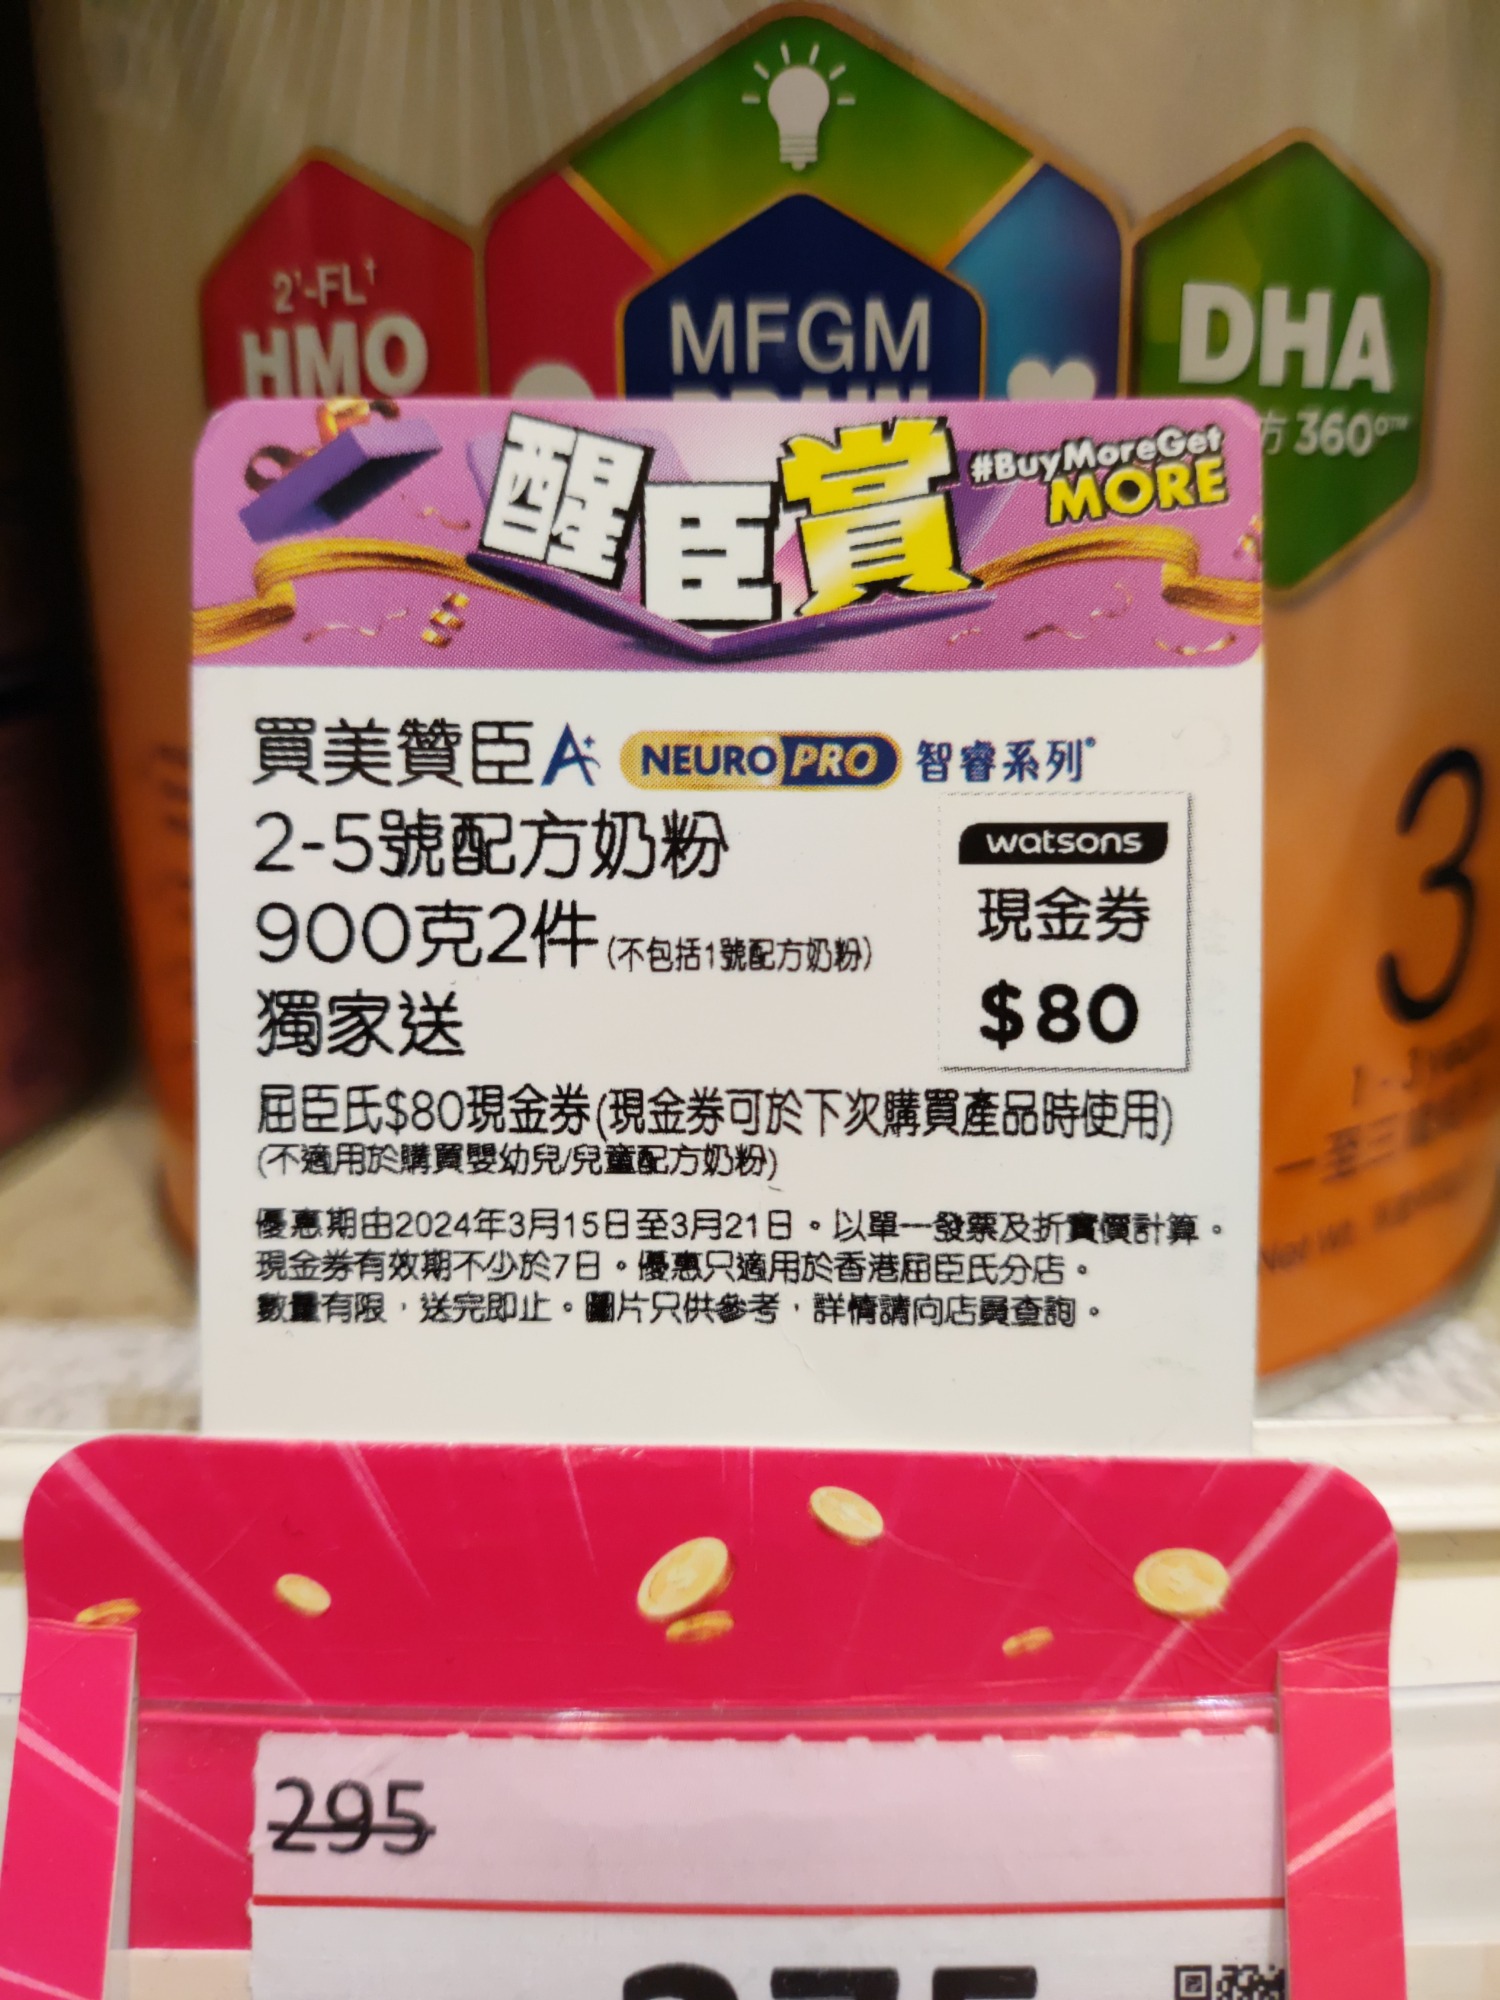 2'-FL†
HMO
MFGM
DHA
方 360°™
醒臣賞
#BuyMoreGet
MORE
買美贊臣A+ NEUROPRO 智睿系列®
2-5號配方奶粉
900克2件(不包括1號配方奶粉)
獨家送
watsons
現金券
$80
屈臣氏$80現金券(現金券可於下次購買產品時使用)
(不適用於購買嬰幼兒/兒童配方奶粉)
優惠期由2024年3月15日至3月21日。以單一發票及折實價計算。
現金券有效期不少於7日。優惠只適用於香港屈臣氏分店。
數量有限,送完即止。圖片只供參考,詳情請向店員查詢。
3
295